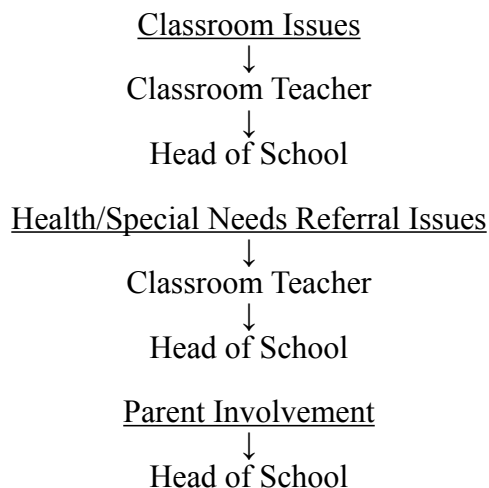 Classroom Issues
↓
Classroom Teacher
↓
Head of School
Health/Special Needs Referral Issues
↓
Classroom Teacher
↓
Head of School
Parent Involvement
↓
Head of School